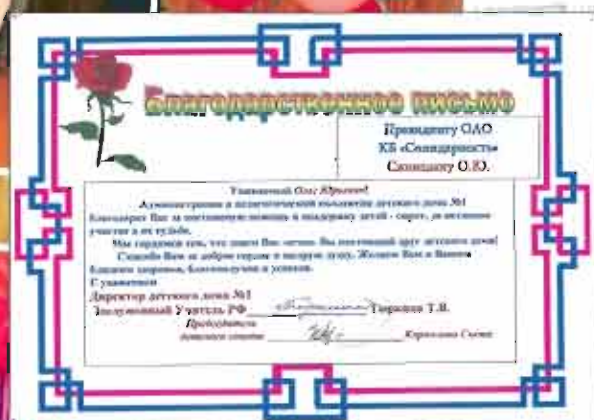 Благодарственное письмо
Президенту ОАО
КБ «Солидарность»
О.Ю.
Уважаемый Олег Юрьевич!
Администрация и педагогический коллектив детского дома №1
благодарят Вас за постоянную помощь и поддержку детей - сирот, за активное
участие в их судьбе.
Мы гордимся тем, что знаем Вас лично. Вы настоящий друг детского дома!
Спасибо Вам за доброе сердце и щедрую душу. Желаем Вам и Вашим
близким здоровья, благополучия и успехов.
С уважением
Директор детского дома №1
Заслуженный Учитель РФ Т.В.
Председатель
детского совета